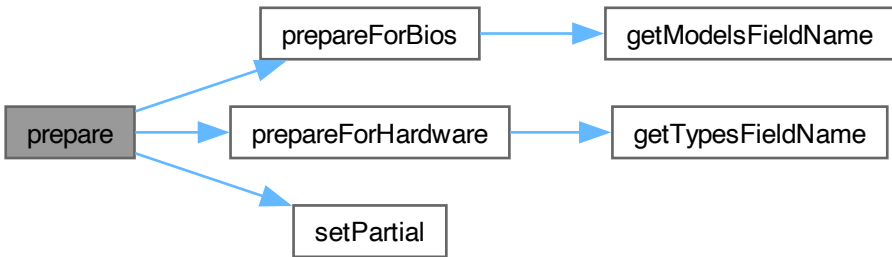 prepareForBios
getModelsFieldName
prepare
prepareForHardware
getTypesFieldName
setPartial